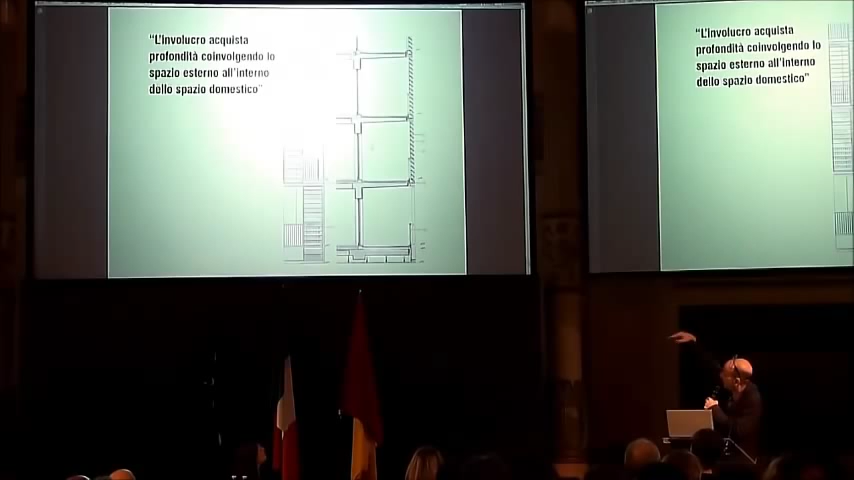 "L'involucro acquista
profondità coinvolgendo lo
spazio esterno all'interno
dello spazio domestico"
"L'involucro acquista
profondità coinvolgendo lo
spazio esterno all'interno
dello spazio domestico"